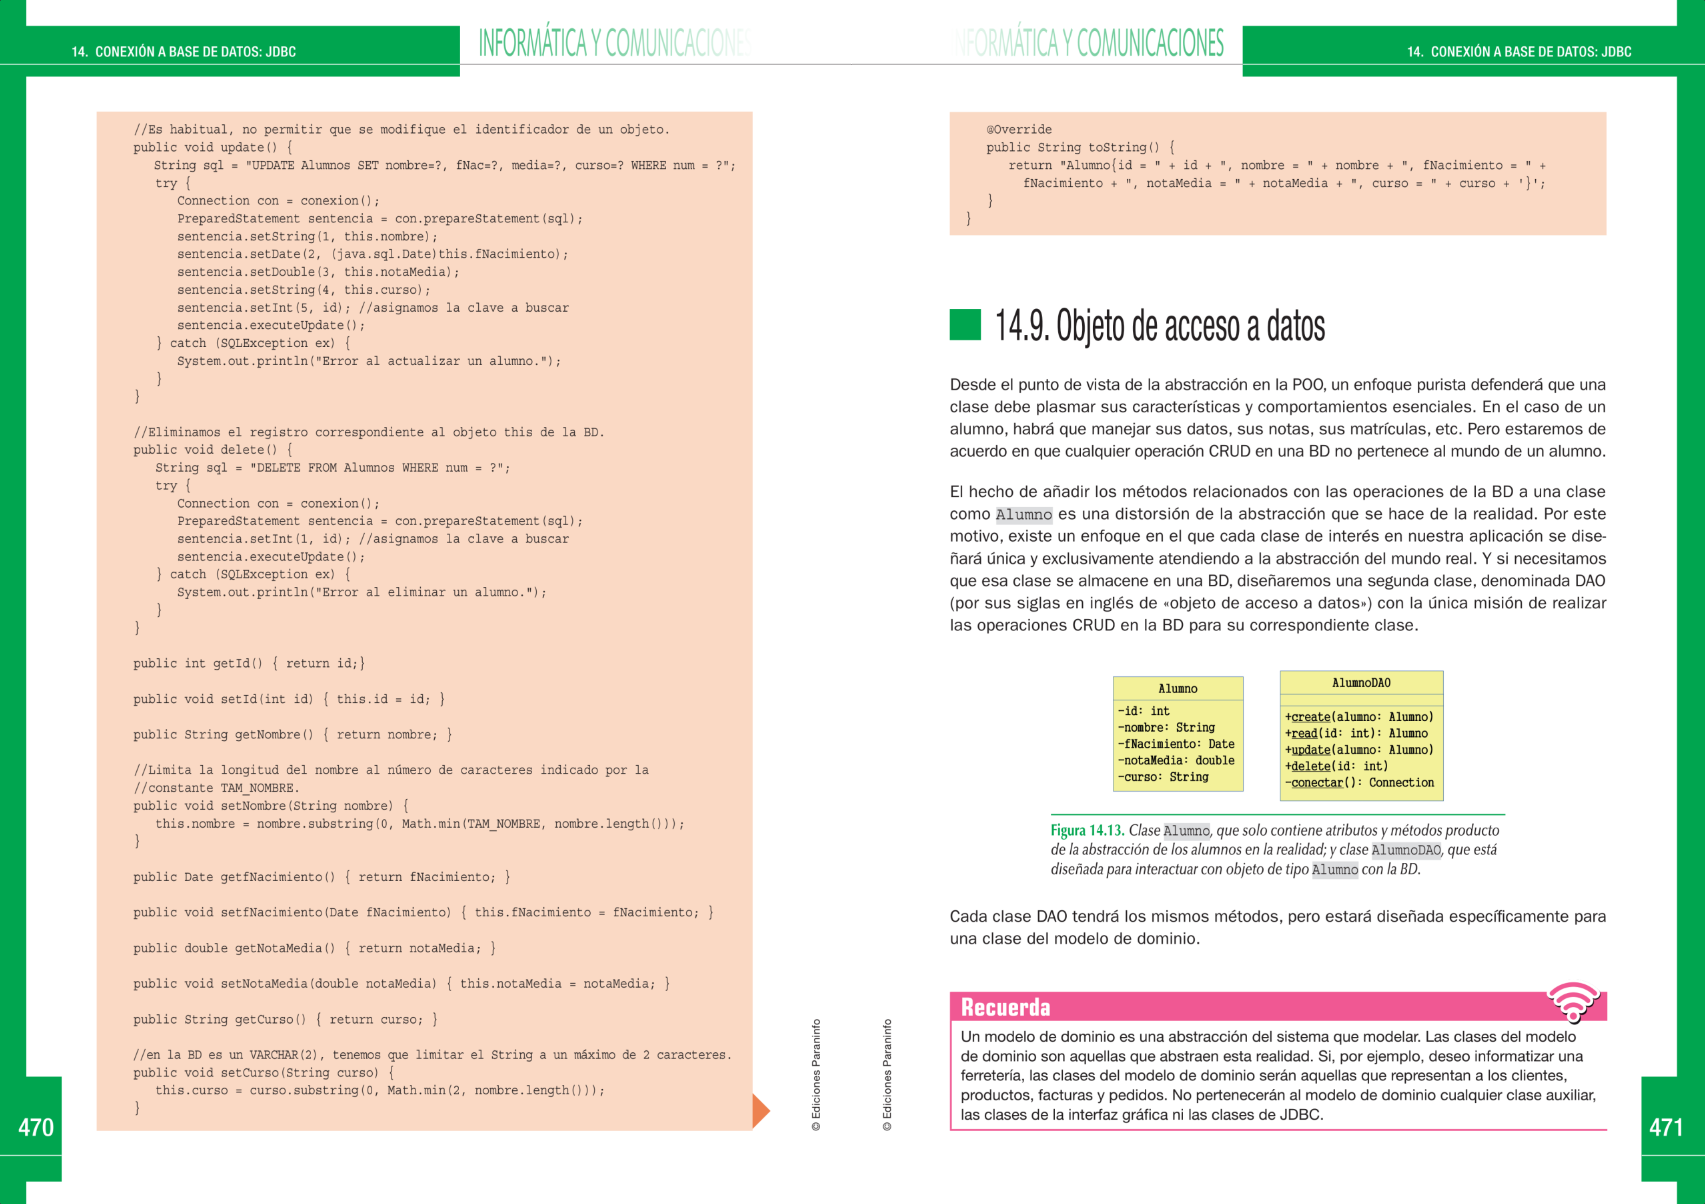 14. CONEXIÓN A BASE DE DATOS: JDBC
INFORMÁTICA Y COMUNICACIONES
//Es habitual, no permitir que se modifique el identificador de un objeto.
public void update() {
String sql = "UPDATE Alumnos SET nombre=?, fNac=?, media=?, curso=? WHERE num = ?";
try {
Connection con = conexion();
PreparedStatement sentencia = con.prepareStatement(sql);
sentencia.setString(1, this.nombre);
sentencia.setDate(2, (java.sql.Date)this.fNacimiento);
sentencia.setDouble(3, this.notaMedia);
sentencia.setString(4, this.curso);
sentencia.setInt(5, id); //asignamos la clave a buscar
sentencia.executeUpdate();
} catch (SQLException ex) {
System.out.println("Error al actualizar un alumno.");
}
}
//Eliminamos el registro correspondiente al objeto this de la BD.
public void delete() {
String sql = "DELETE FROM Alumnos WHERE num = ?";
try {
Connection con = conexion();
PreparedStatement sentencia = con.prepareStatement(sql);
sentencia.setInt(1, id); //asignamos la clave a buscar
sentencia.executeUpdate();
} catch (SQLException ex) {
System.out.println("Error al eliminar un alumno.");
}
}
public int getId() { return id;}
public void setId(int id) { this.id = id; }
public String getNombre() { return nombre; }
//Limita la longitud del nombre al número de caracteres indicado por la
//constante TAM_NOMBRE.
public void setNombre(String nombre) {
this.nombre = nombre.substring(0, Math.min(TAM_NOMBRE, nombre.length()));
}
public Date getfNacimiento() { return fNacimiento; }
public void setfNacimiento(Date fNacimiento) { this.fNacimiento = fNacimiento; }
public double getNotaMedia() { return notaMedia; }
public void setNotaMedia(double notaMedia) { this.notaMedia = notaMedia; }
public String getCurso() { return curso; }
//en la BD es un VARCHAR(2), tenemos que limitar el String a un máximo de 2 caracteres.
public void setCurso(String curso) {
this.curso = curso.substring(0, Math.min(2, nombre.length()));
}
© Ediciones Paraninfo
470
INFORMÁTICA Y COMUNICACIONES
14. CONEXIÓN A BASE DE DATOS: JDBC
@Override
public String toString() {
return "Alumno{id = " + id + ", nombre = " + nombre + ", fNacimiento = " +
fNacimiento + ", notaMedia = " + notaMedia + ", curso = " + curso + '}';
}
}
14.9. Objeto de acceso a datos
Desde el punto de vista de la abstracción en la POO, un enfoque purista defenderá que una
clase debe plasmar sus características y comportamientos esenciales. En el caso de un
alumno, habrá que manejar sus datos, sus notas, sus matrículas, etc. Pero estaremos de
acuerdo en que cualquier operación CRUD en una BD no pertenece al mundo de un alumno.
El hecho de añadir los métodos relacionados con las operaciones de la BD a una clase
como Alumno es una distorsión de la abstracción que se hace de la realidad. Por este
motivo, existe un enfoque en el que cada clase de interés en nuestra aplicación se dise-
ñará única y exclusivamente atendiendo a la abstracción del mundo real. Y si necesitamos
que esa clase se almacene en una BD, diseñaremos una segunda clase, denominada DAO
(por sus siglas en inglés de «objeto de acceso a datos») con la única misión de realizar
las operaciones CRUD en la BD para su correspondiente clase.
Alumno
-id: int
-nombre: String
-fNacimiento: Date
-notaMedia: double
-curso: String
AlumnoDAO
+create(alumno: Alumno)
+read(id: int): Alumno
+update(alumno: Alumno)
+delete(id: int)
-conectar(): Connection
Figura 14.13. Clase Alumno, que solo contiene atributos y métodos producto
de la abstracción de los alumnos en la realidad; y clase AlumnoDAO, que está
diseñada para interactuar con objeto de tipo Alumno con la BD.
Cada clase DAO tendrá los mismos métodos, pero estará diseñada específicamente para
una clase del modelo de dominio.
Recuerda
Un modelo de dominio es una abstracción del sistema que modelar. Las clases del modelo
de dominio son aquellas que abstraen esta realidad. Si, por ejemplo, deseo informatizar una
ferretería, las clases del modelo de dominio serán aquellas que representan a los clientes,
productos, facturas y pedidos. No pertenecerán al modelo de dominio cualquier clase auxiliar,
las clases de la interfaz gráfica ni las clases de JDBC.
© Ediciones Paraninfo
471